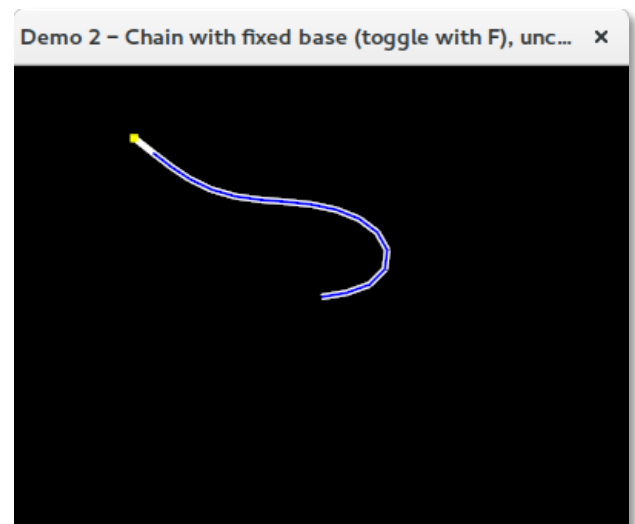 Demo 2 – Chain with fixed base (toggle with F), unc...